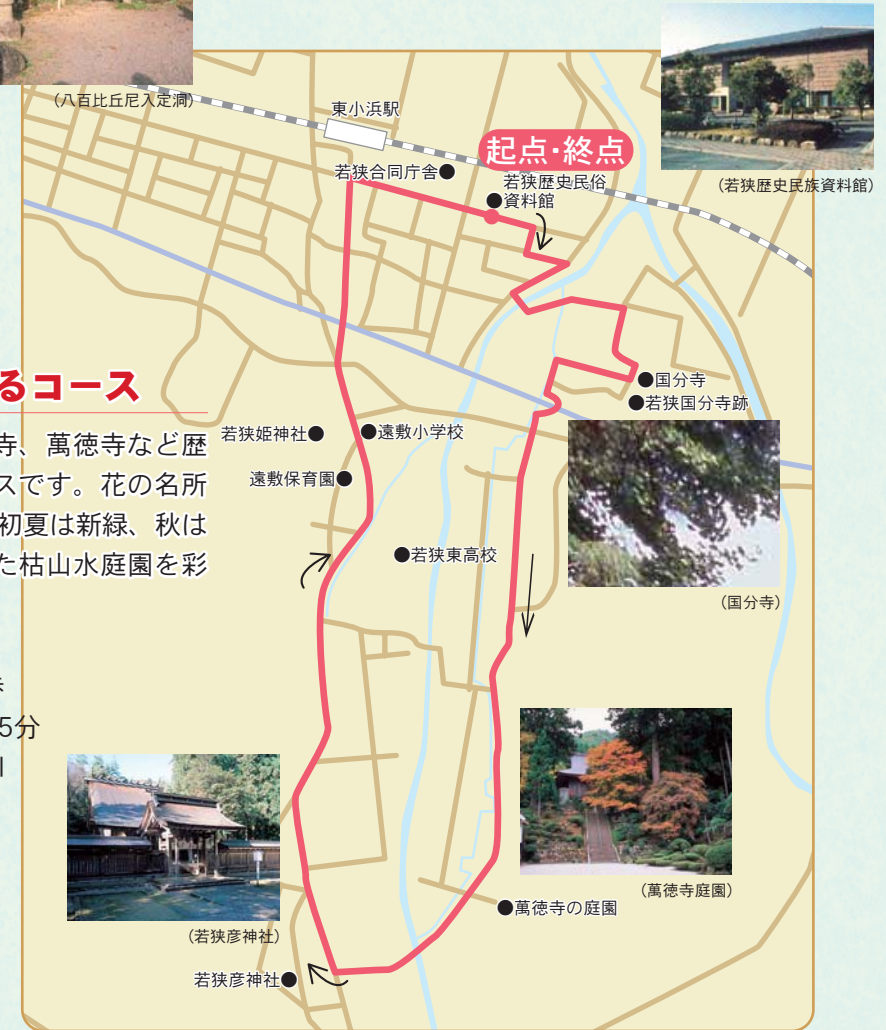 (八百比丘尼入定洞)
東小浜駅
起点・終点
若狭合同庁舎●
若狭歴史民俗
●資料館
(若狭歴史民族資料館)
るコース
寺、萬徳寺など歴
スです。花の名所
初夏は新緑、秋は
た枯山水庭園を彩
5分
●国分寺
●若狭国分寺跡
若狭姫神社●
●遠敷小学校
遠敷保育園●
●若狭東高校
(国分寺)
(萬徳寺庭園)
●萬徳寺の庭園
(若狭彦神社)
若狭彦神社●